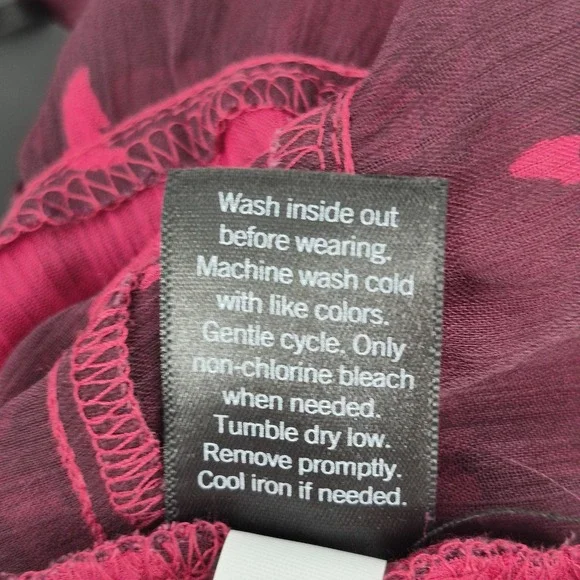 Wash inside out
before wearing.
Machine wash cold
with like colors.
Gentle cycle. Only
non-chlorine bleach
when needed.
Tumble dry low.
Remove promptly.
Cool iron if needed.